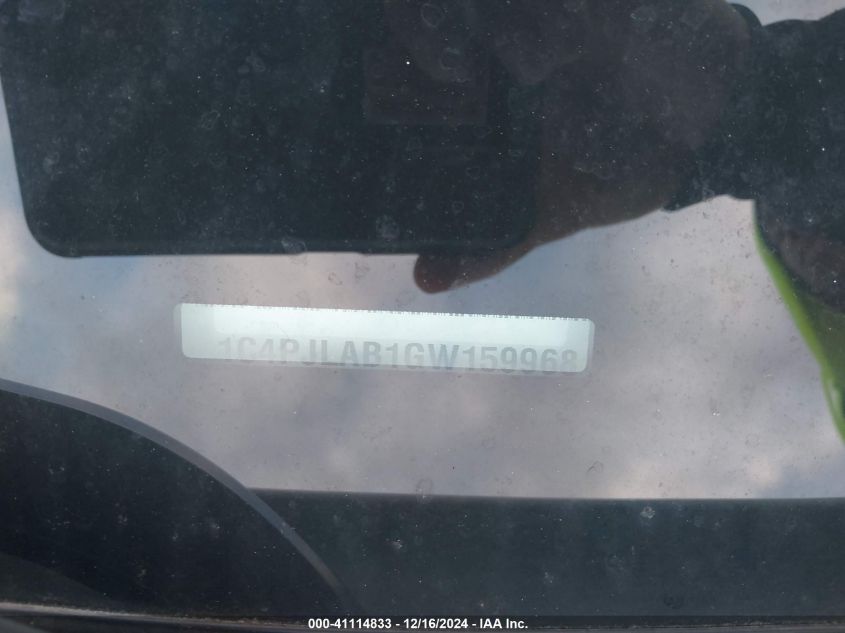 1C4PJLAB1GW159968
000-41114833 - 12/16/2024 - IAA Inc.